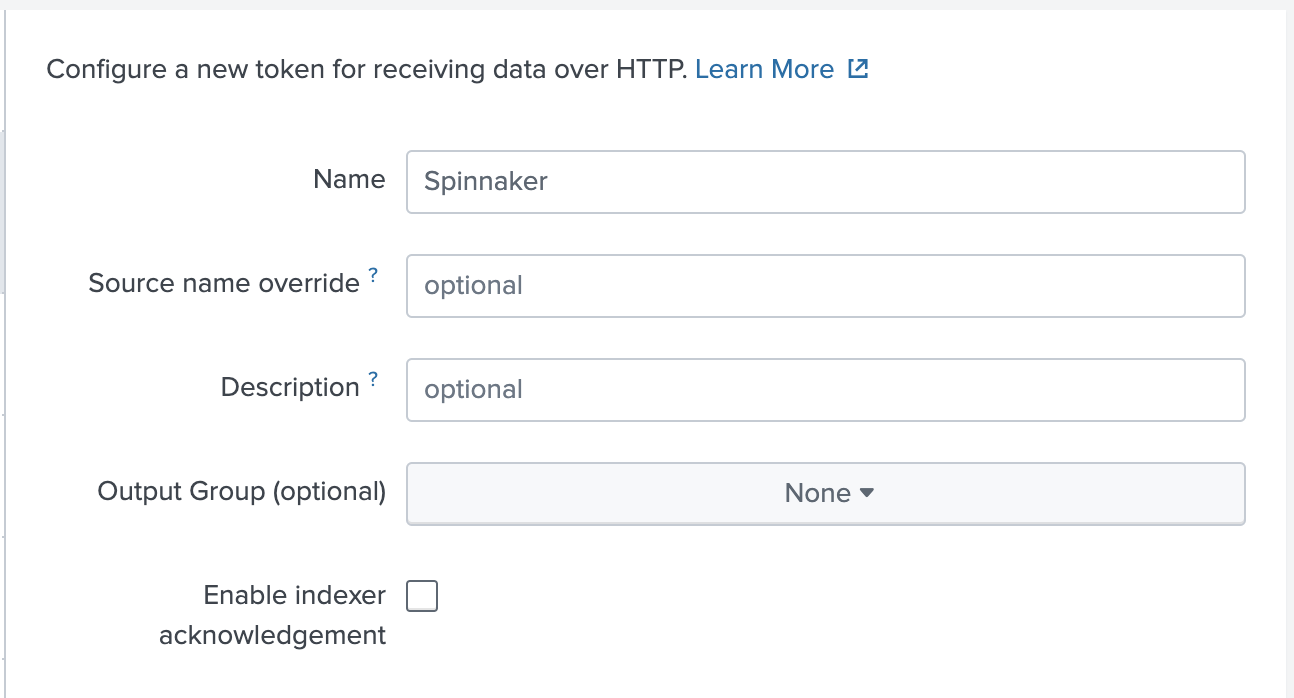 Configure a new token for receiving data over HTTP. Learn More
Name
Spinnaker
Source name override ?
optional
Description ?
optional
Output Group (optional)
None
Enable indexer
acknowledgement